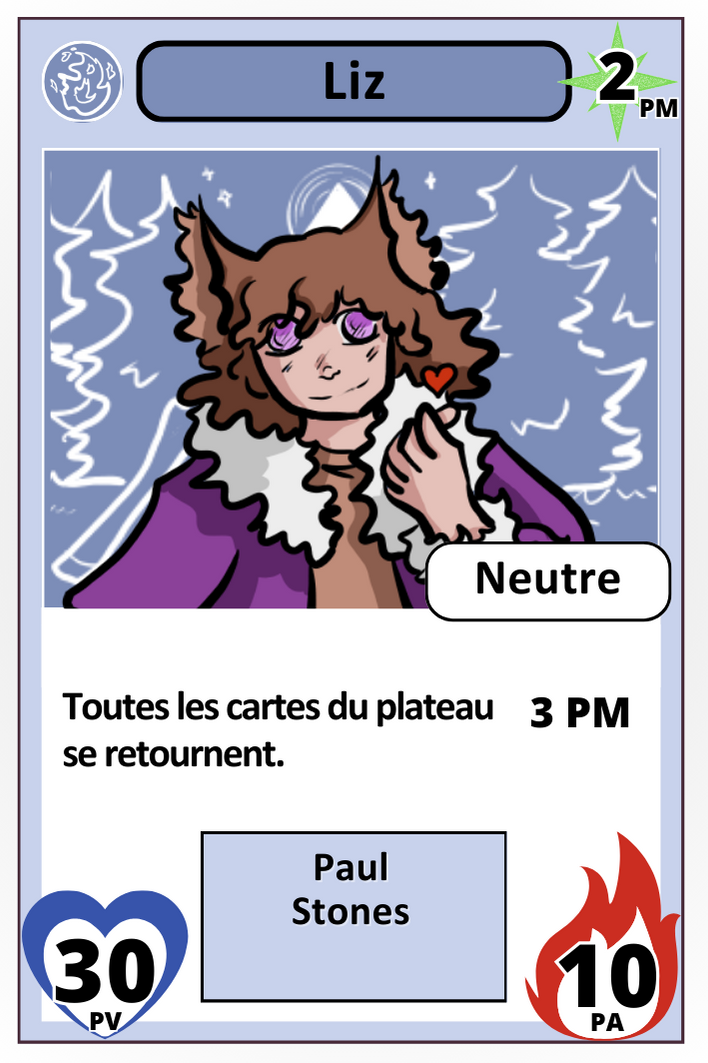 Liz
2
PM
Neutre
Toutes les cartes du plateau
se retournent.
3 PM
Paul
Stones
30
PV
10
PA